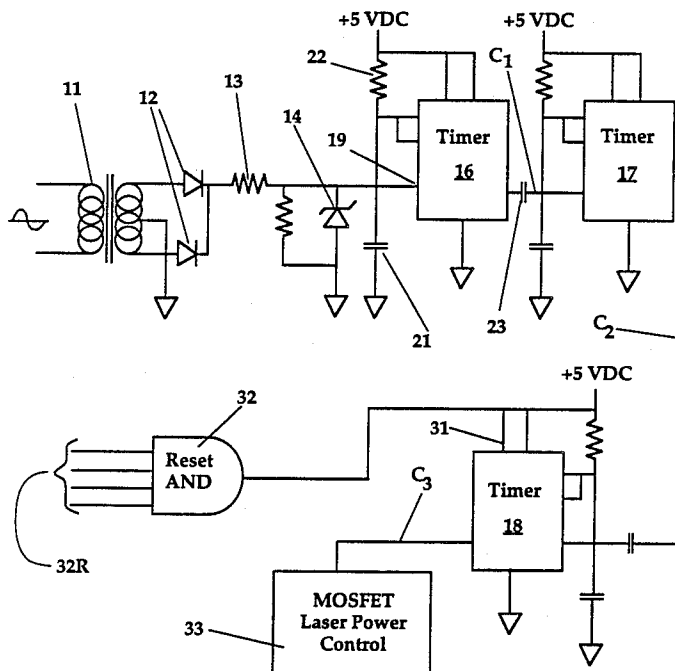 +5 VDC
+5 VDC
22
C1
11
12
13
14
19
Timer
16
Timer
17
21
23
C2
+5 VDC
32
31
Reset
AND
C3
Timer
18
32R
33
MOSFET
Laser Power
Control